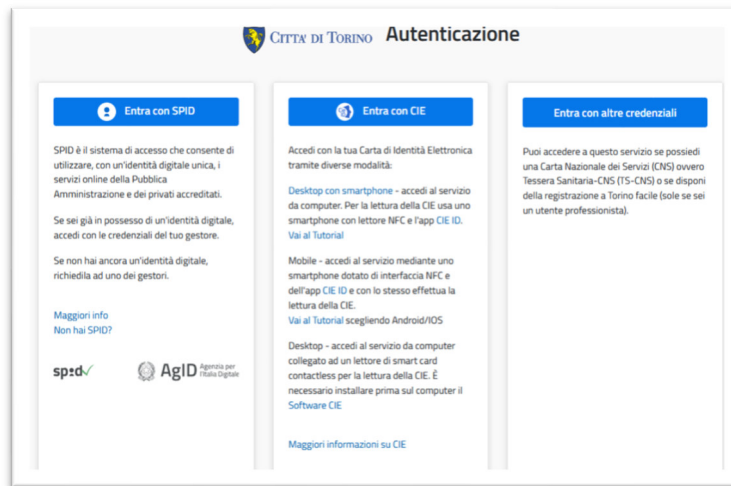 CITTA' DI TORINO Autenticazione
Entra con SPID
SPID è il sistema di accesso che consente di
utilizzare, con un'identità digitale unica, i
servizi online della Pubblica
Amministrazione e dei privati accreditati.
Se sei già in possesso di un'identità digitale,
accedi con le credenziali del tuo gestore.
Se non hai ancora un'identità digitale,
richiedila ad uno dei gestori.
Maggiori info
Non hai SPID?
spid
AgID Agenzia per
l'Italia Digitale
Entra con CIE
Accedi con la tua Carta di Identità Elettronica
tramite diverse modalità:
Desktop con smartphone - accedi al servizio
da computer. Per la lettura della CIE usa uno
smartphone con lettore NFC e l'app CIE ID.
Vai al Tutorial
Mobile - accedi al servizio mediante uno
smartphone dotato di interfaccia NFC e
dell'app CIE ID e con lo stesso effettua la
lettura della CIE.
Vai al Tutorial scegliendo Android/IOS
Desktop - accedi al servizio da computer
collegato ad un lettore di smart card
contactless per la lettura della CIE. È
necessario installare prima sul computer il
Software CIE
Maggiori informazioni su CIE
Entra con altre credenziali
Puoi accedere a questo servizio se possiedi
una Carta Nazionale dei Servizi (CNS) ovvero
Tessera Sanitaria-CNS (TS-CNS) o se disponi
della registrazione a Torino facile (sole se sei
un utente professionista).